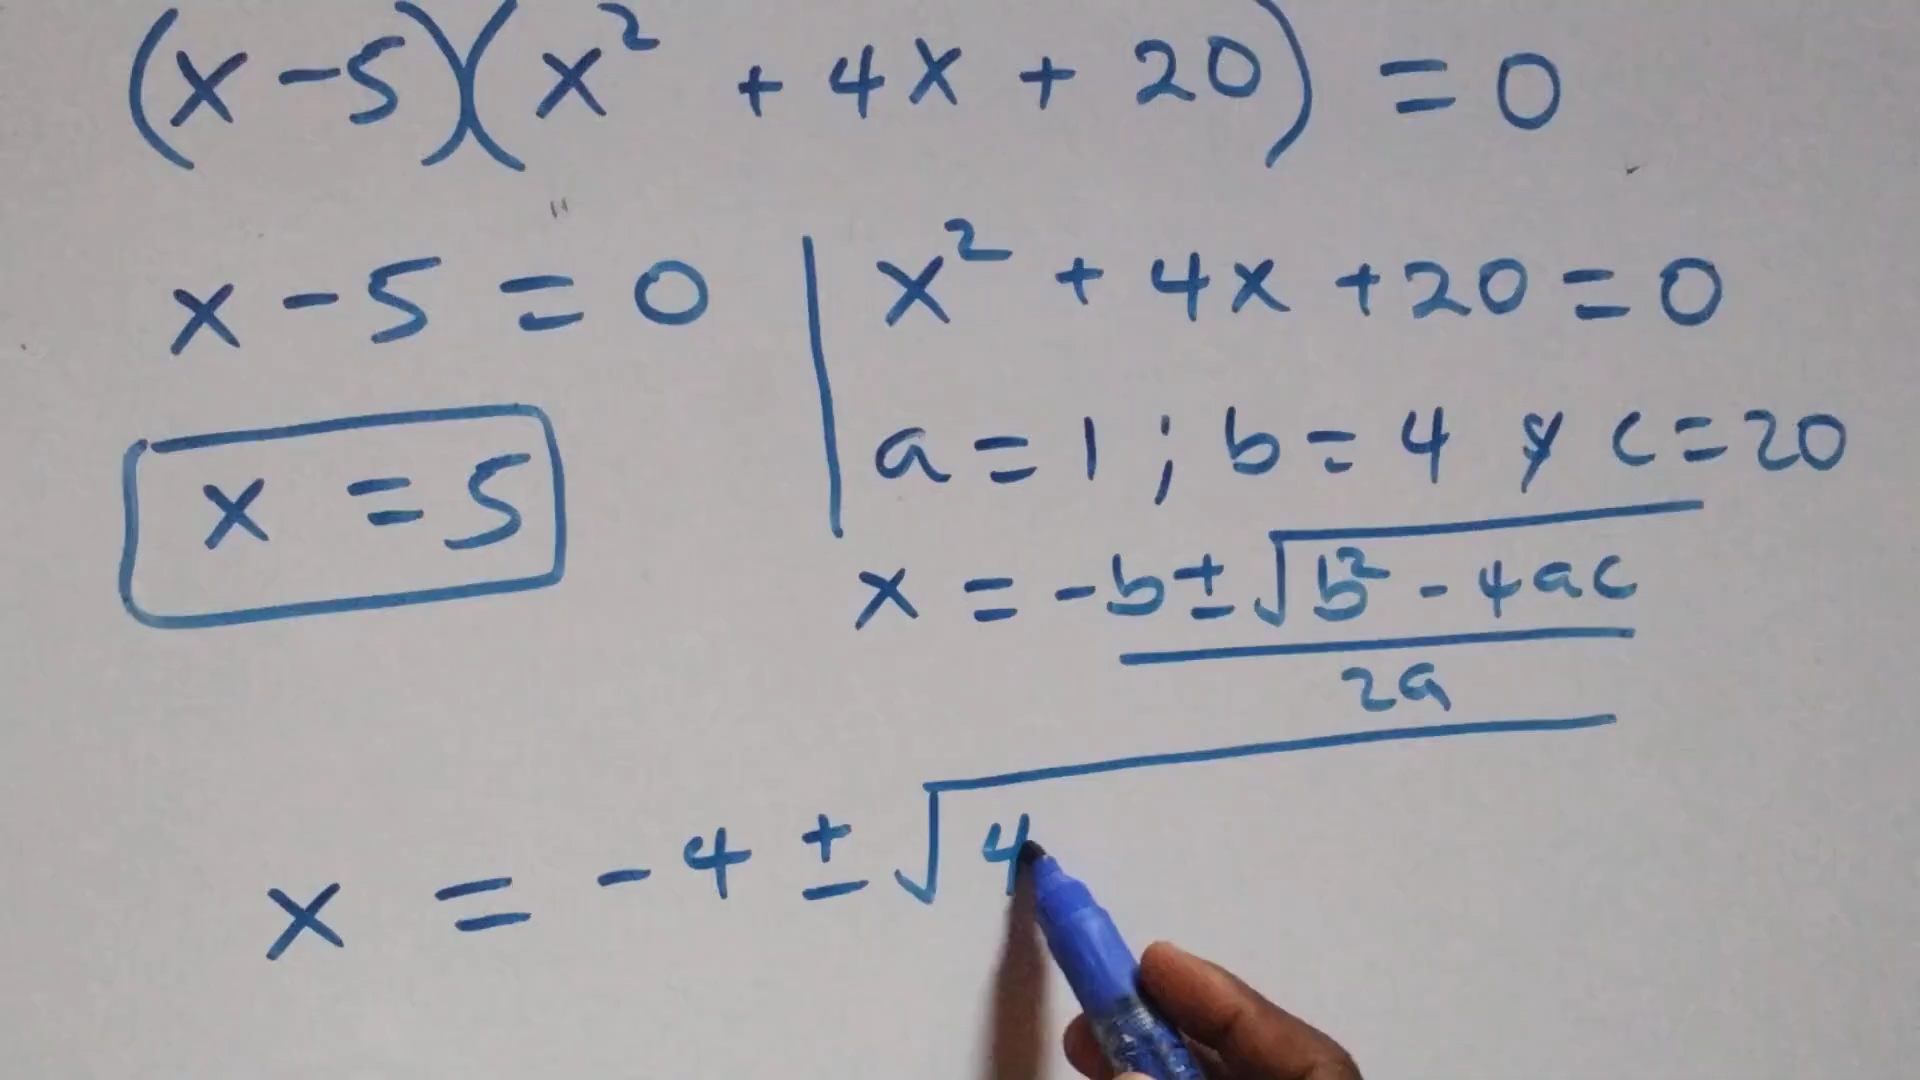 (x - 5)(x² + 4x + 20) = 0
x - 5 = 0 | x² + 4x + 20 = 0
x = 5
a = 1 ; b = 4 y c = 20
x = -b ± √b² - 4ac
2a
x = -4 ± √4